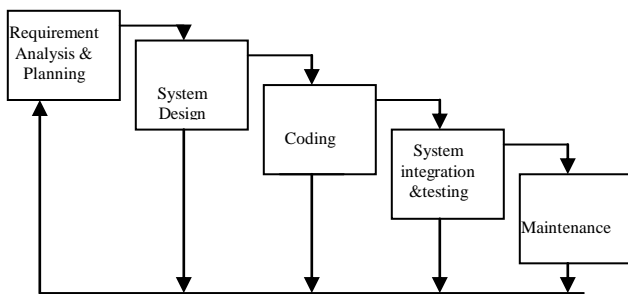 Requirement
Analysis &
Planning
System
Design
Coding
System
integration
&testing
Maintenance